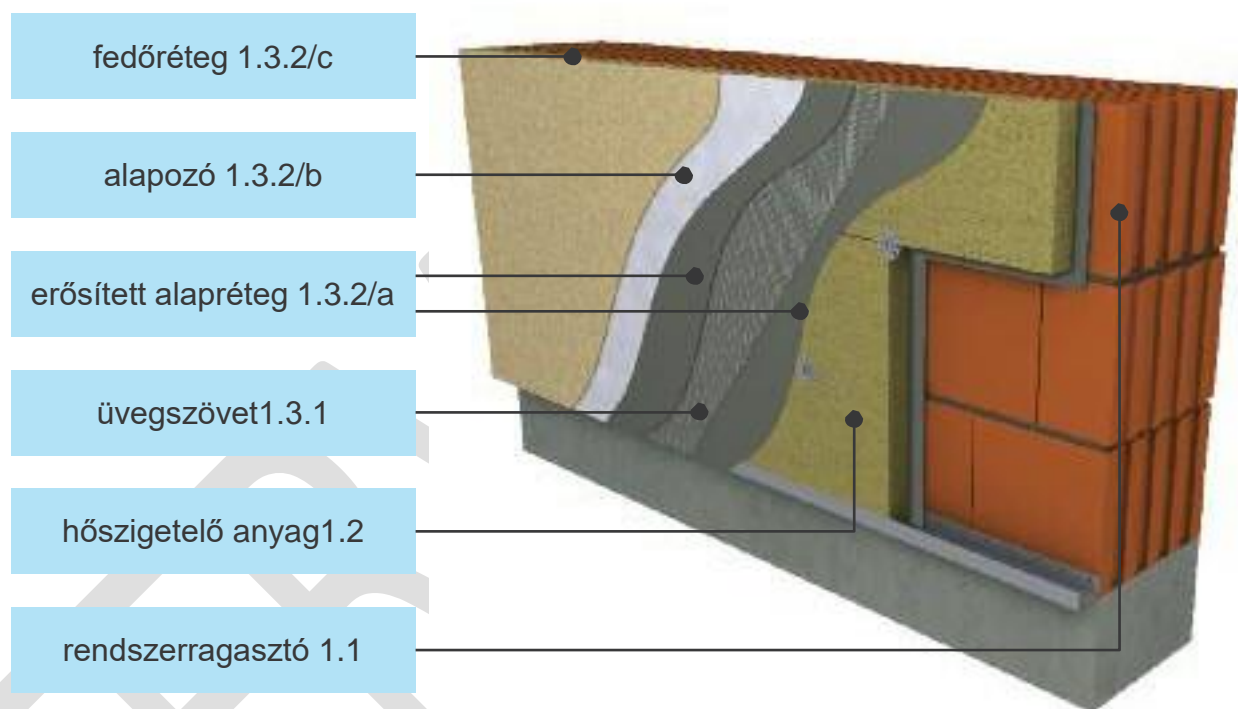 fedőréteg 1.3.2/c
alapozó 1.3.2/b
erősített alapréteg 1.3.2/a
üvegszövet1.3.1
hőszigetelő anyag1.2
rendszerragasztó 1.1